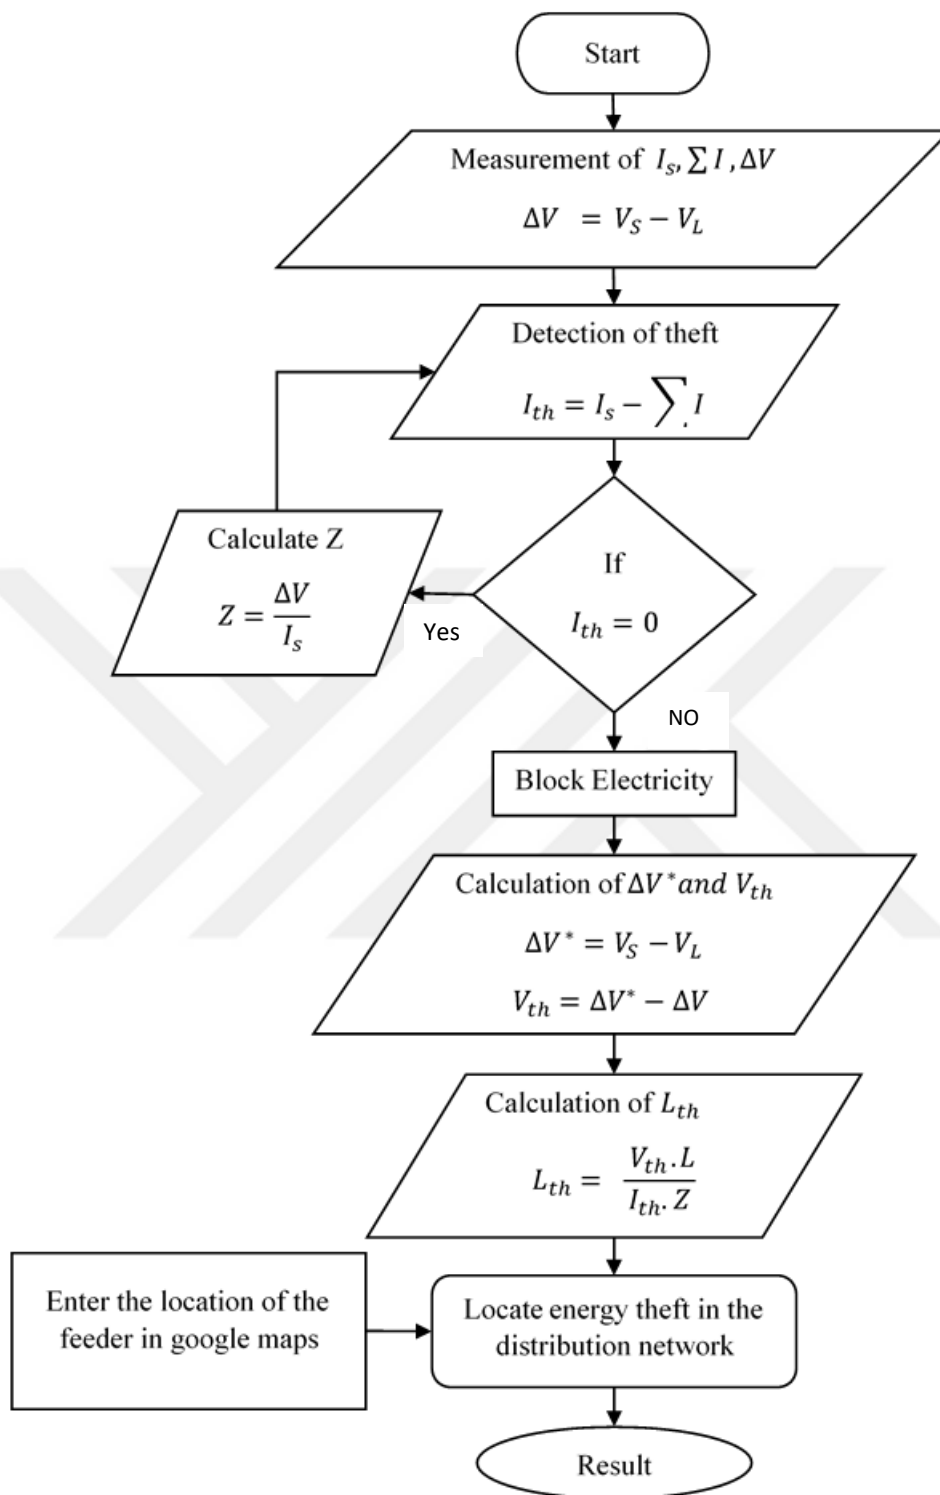 Start
Measurement of I_s, ∑ I , ΔV
ΔV = V_S − V_L
Detection of theft
I_th = I_s − ∑ I
Calculate Z
Z = ΔV / I_s
If
I_th = 0
Yes
NO
Block Electricity
Calculation of ΔV* and V_th
ΔV* = V_S − V_L
V_th = ΔV* − ΔV
Calculation of L_th
L_th = V_th . L / I_th . Z
Enter the location of the
feeder in google maps
Locate energy theft in the
distribution network
Result